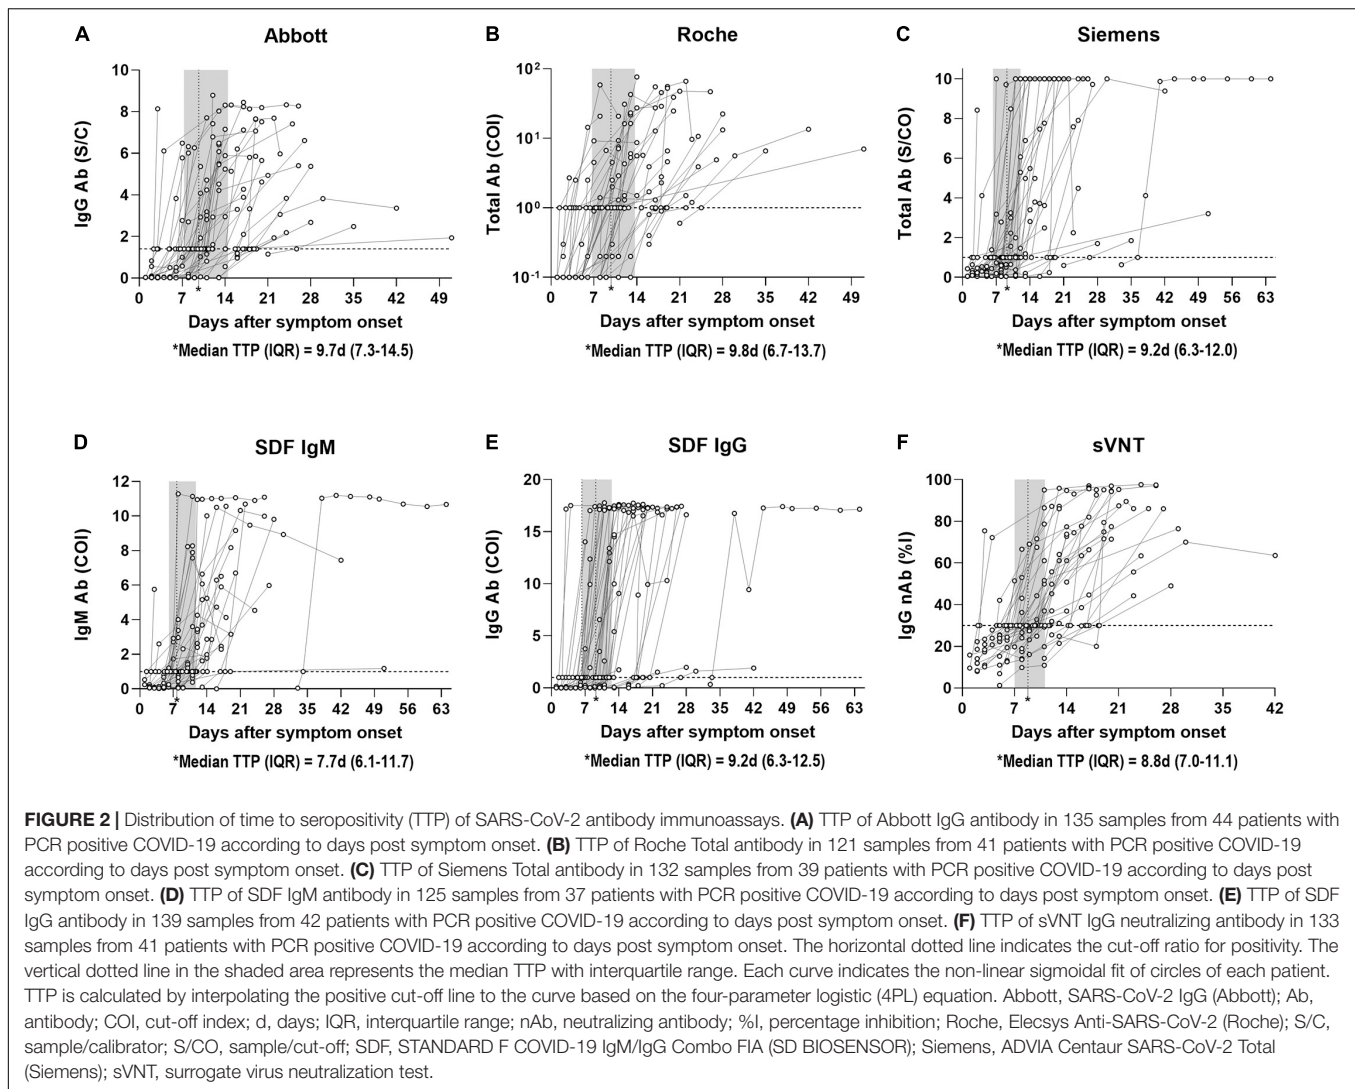 A
Abbott
IgG Ab (S/C)
10
8
6
4
2
0
0 7 14 21 28 35 42 49
*
Days after symptom onset
*Median TTP (IQR) = 9.7d (7.3-14.5)
B
Roche
Total Ab (COI)
10²
10¹
10⁰
10⁻¹
0 7 14 21 28 35 42 49
*
Days after symptom onset
*Median TTP (IQR) = 9.8d (6.7-13.7)
C
Siemens
Total Ab (S/CO)
10
8
6
4
2
0
0 7 14 21 28 35 42 49 56 63
*
Days after symptom onset
*Median TTP (IQR) = 9.2d (6.3-12.0)
D
SDF IgM
IgM Ab (COI)
12
10
8
6
4
2
0
0 7 14 21 28 35 42 49 56 63
*
Days after symptom onset
*Median TTP (IQR) = 7.7d (6.1-11.7)
E
SDF IgG
IgG Ab (COI)
20
15
10
5
0
0 7 14 21 28 35 42 49 56 63
*
Days after symptom onset
*Median TTP (IQR) = 9.2d (6.3-12.5)
F
sVNT
IgG nAb (%I)
100
80
60
40
20
0
0 7 14 21 28 35 42
*
Days after symptom onset
*Median TTP (IQR) = 8.8d (7.0-11.1)
FIGURE 2 | Distribution of time to seropositivity (TTP) of SARS-CoV-2 antibody immunoassays. (A) TTP of Abbott IgG antibody in 135 samples from 44 patients with
PCR positive COVID-19 according to days post symptom onset. (B) TTP of Roche Total antibody in 121 samples from 41 patients with PCR positive COVID-19
according to days post symptom onset. (C) TTP of Siemens Total antibody in 132 samples from 39 patients with PCR positive COVID-19 according to days post
symptom onset. (D) TTP of SDF IgM antibody in 125 samples from 37 patients with PCR positive COVID-19 according to days post symptom onset. (E) TTP of SDF
IgG antibody in 139 samples from 42 patients with PCR positive COVID-19 according to days post symptom onset. (F) TTP of sVNT IgG neutralizing antibody in 133
samples from 41 patients with PCR positive COVID-19 according to days post symptom onset. The horizontal dotted line indicates the cut-off ratio for positivity. The
vertical dotted line in the shaded area represents the median TTP with interquartile range. Each curve indicates the non-linear sigmoidal fit of circles of each patient.
TTP is calculated by interpolating the positive cut-off line to the curve based on the four-parameter logistic (4PL) equation. Abbott, SARS-CoV-2 IgG (Abbott); Ab,
antibody; COI, cut-off index; d, days; IQR, interquartile range; nAb, neutralizing antibody; %I, percentage inhibition; Roche, Elecsys Anti-SARS-CoV-2 (Roche); S/C,
sample/calibrator; S/CO, sample/cut-off; SDF, STANDARD F COVID-19 IgM/IgG Combo FIA (SD BIOSENSOR); Siemens, ADVIA Centaur SARS-CoV-2 Total
(Siemens); sVNT, surrogate virus neutralization test.